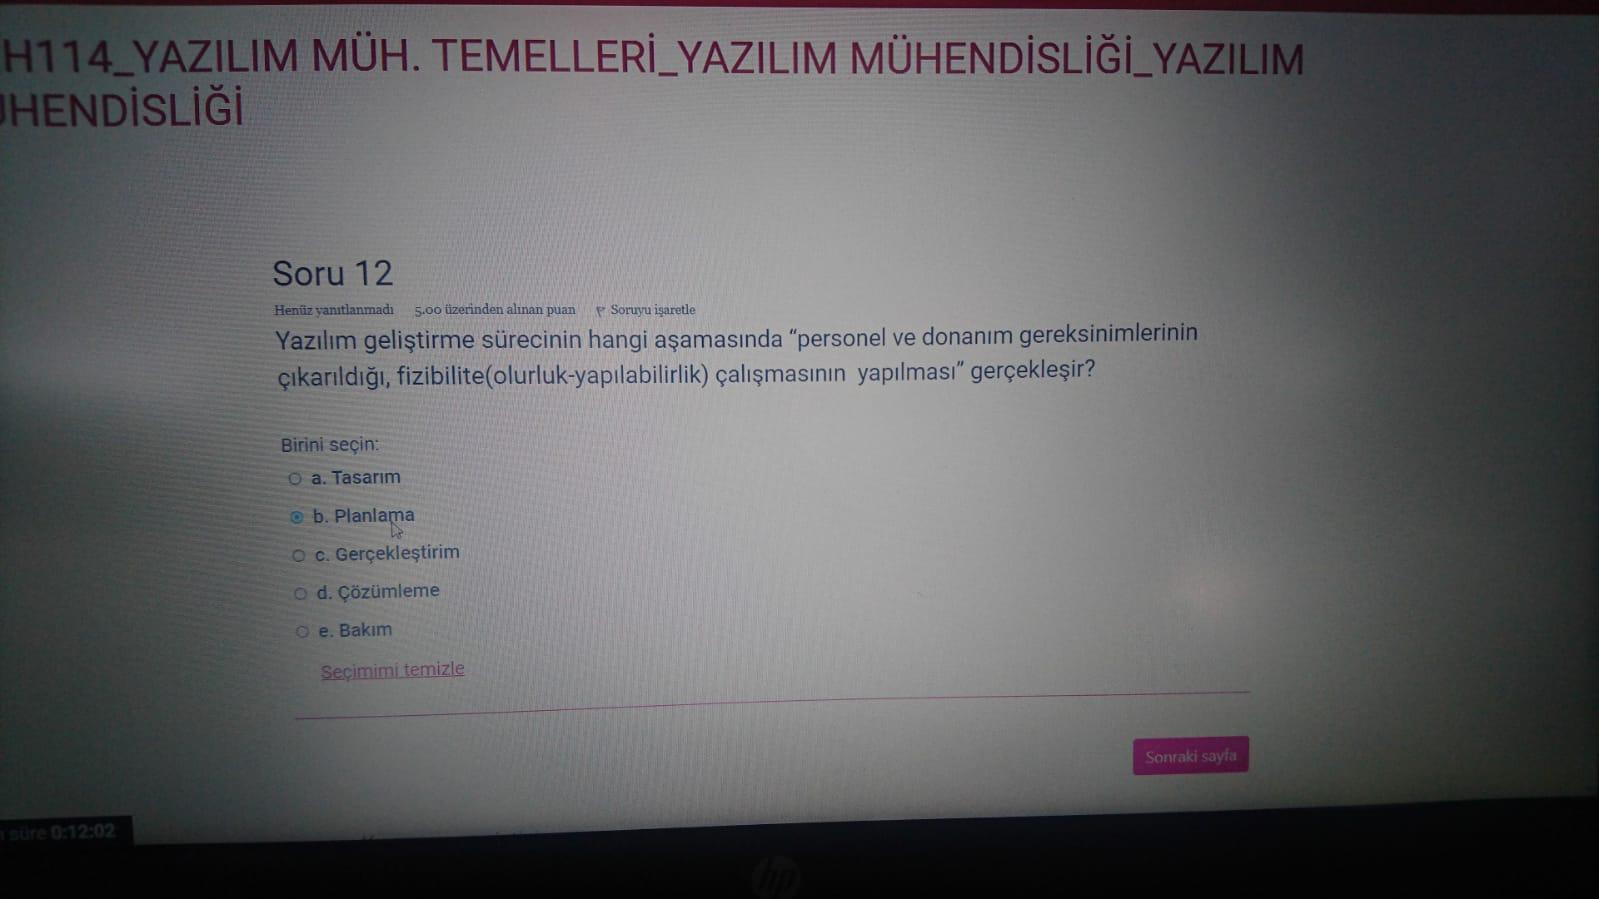 H114_YAZILIM MÜH. TEMELLERİ_YAZILIM MÜHENDİSLİĞİ_YAZILIM
ÜHENDİSLİĞİ
Soru 12
Henüz yanıtlanmadı 5,00 üzerinden alınan puan Soruyu işaretle
Yazılım geliştirme sürecinin hangi aşamasında “personel ve donanım gereksinimlerinin
çıkarıldığı, fizibilite(olurluk-yapılabilirlik) çalışmasının yapılması” gerçekleşir?
Birini seçin:
a. Tasarım
b. Planlama
c. Gerçekleştirim
d. Çözümleme
e. Bakım
Seçimimi temizle
Sonraki sayfa
süre 0:12:02
hp